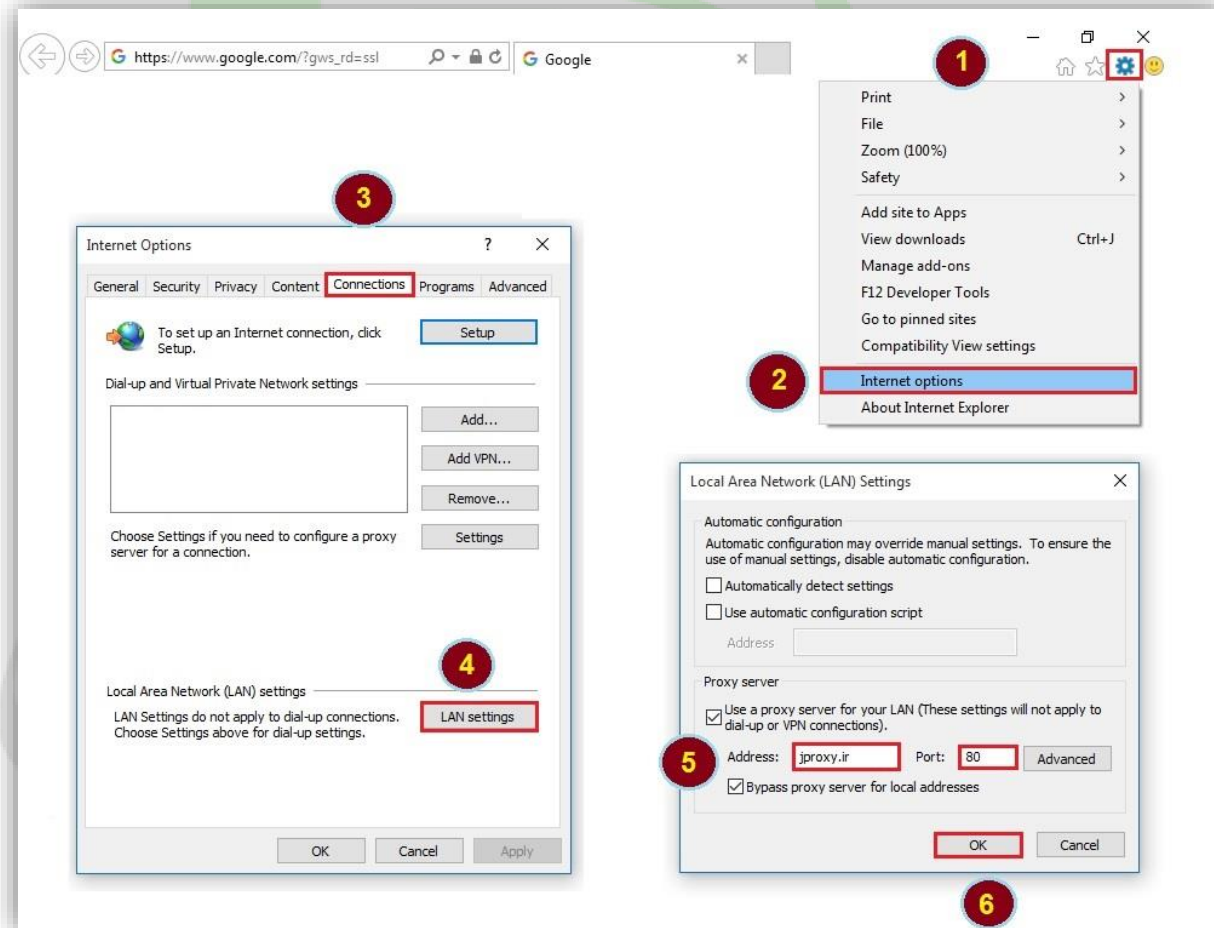 https://www.google.com/?gws_rd=ssl
Google
1
Print
File
Zoom (100%)
Safety
Add site to Apps
View downloads Ctrl+J
Manage add-ons
F12 Developer Tools
Go to pinned sites
Compatibility View settings
2
Internet options
About Internet Explorer
3
Internet Options ?
General Security Privacy Content Connections Programs Advanced
To set up an Internet connection, click
Setup.
Setup
Dial-up and Virtual Private Network settings
Add...
Add VPN...
Remove...
Choose Settings if you need to configure a proxy
server for a connection.
Settings
4
Local Area Network (LAN) settings
LAN Settings do not apply to dial-up connections.
Choose Settings above for dial-up settings.
LAN settings
OK Cancel Apply
Local Area Network (LAN) Settings
Automatic configuration
Automatic configuration may override manual settings. To ensure the
use of manual settings, disable automatic configuration.
Automatically detect settings
Use automatic configuration script
Address
Proxy server
Use a proxy server for your LAN (These settings will not apply to
dial-up or VPN connections).
5
Address: jproxy.ir Port: 80 Advanced
Bypass proxy server for local addresses
OK Cancel
6